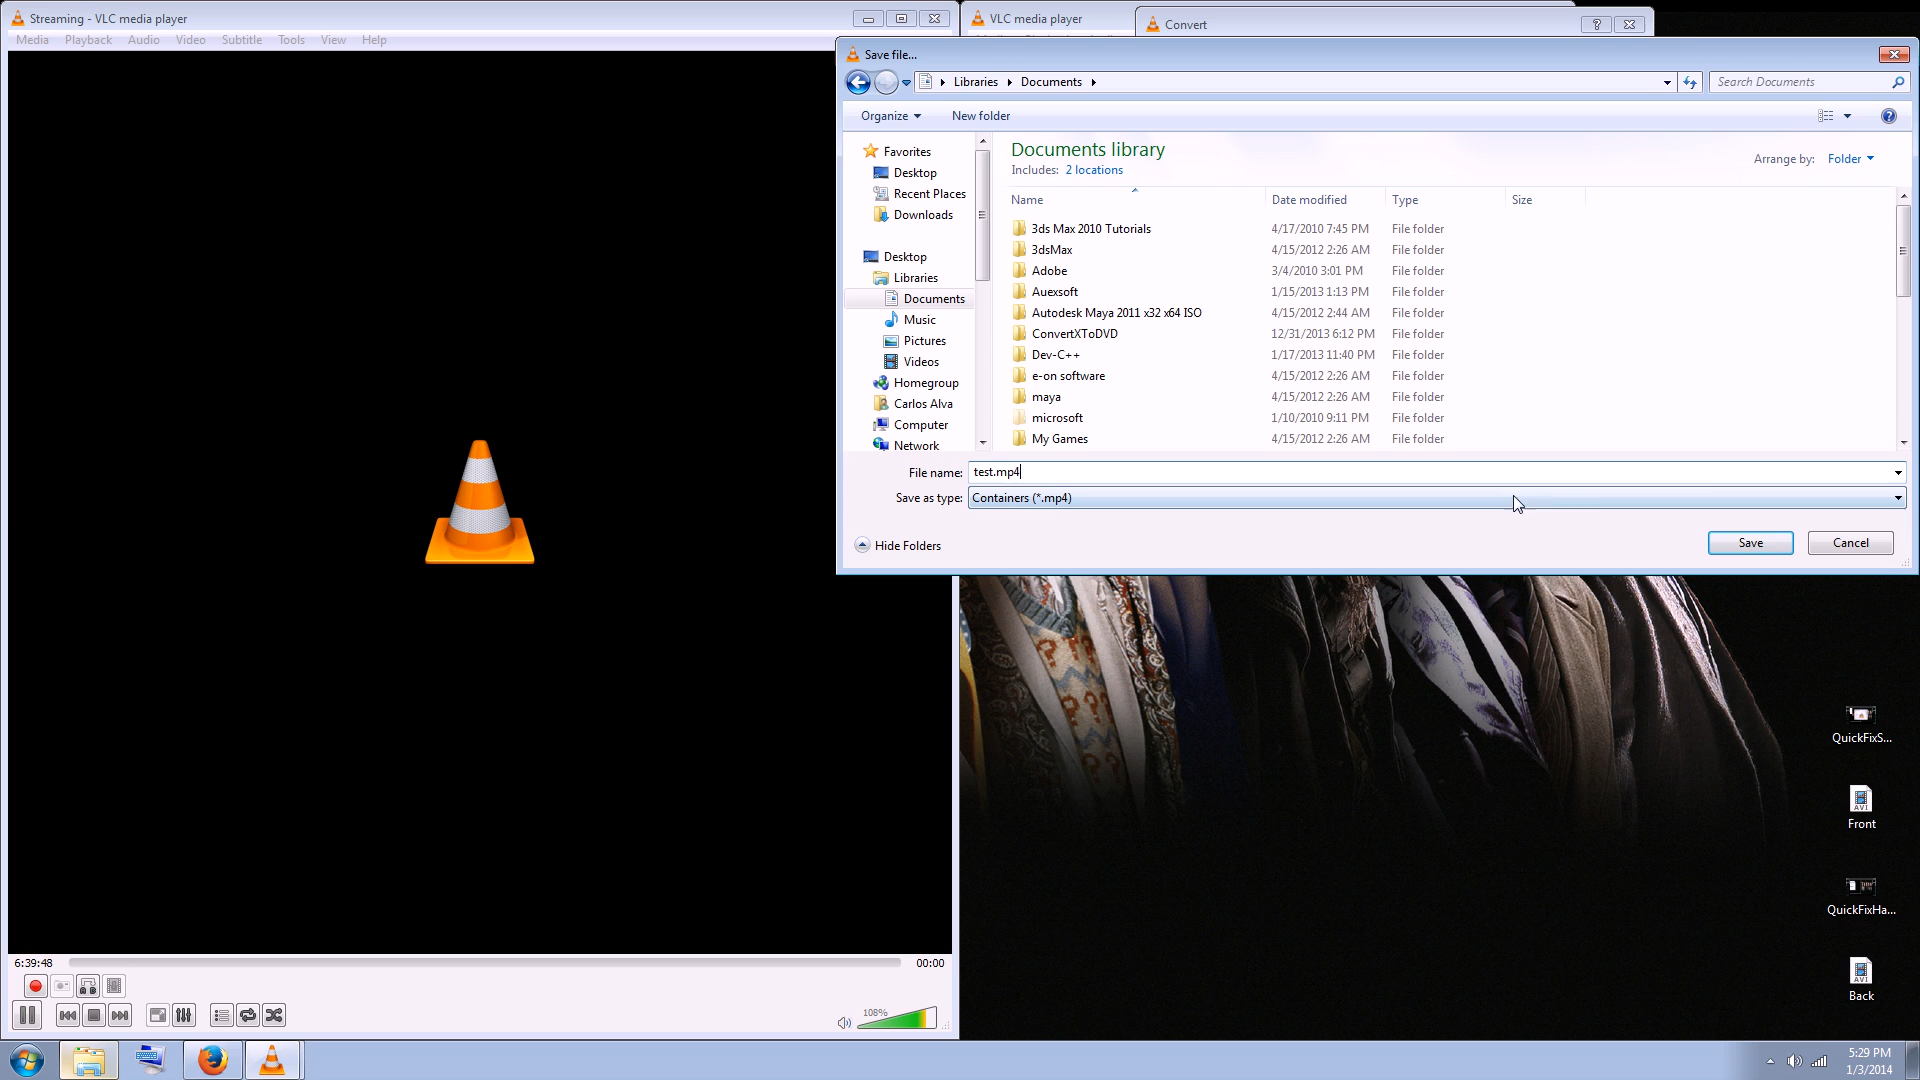 Streaming - VLC media player
Media Playback Audio Video Subtitle Tools View Help
VLC media player
Convert
?
Save file...
Libraries Documents
Search Documents
Organize New folder
?
Favorites
Desktop
Recent Places
Downloads
Desktop
Libraries
Documents
Music
Pictures
Videos
Homegroup
Carlos Alva
Computer
Network
Documents library
Includes: 2 locations
Arrange by: Folder
Name Date modified Type Size
3ds Max 2010 Tutorials 4/17/2010 7:45 PM File folder
3dsMax 4/15/2012 2:26 AM File folder
Adobe 3/4/2010 3:01 PM File folder
Auexsoft 1/15/2013 1:13 PM File folder
Autodesk Maya 2011 x32 x64 ISO 4/15/2012 2:44 AM File folder
ConvertXToDVD 12/31/2013 6:12 PM File folder
Dev-C++ 1/17/2013 11:40 PM File folder
e-on software 4/15/2012 2:26 AM File folder
maya 4/15/2012 2:26 AM File folder
microsoft 1/10/2010 9:11 PM File folder
My Games 4/15/2012 2:26 AM File folder
File name: test.mp4
Save as type: Containers (*.mp4)
Hide Folders
Save Cancel
QuickFixS...
AVI
Front
QuickFixHa...
AVI
Back
6:39:48 00:00
108%
5:29 PM
1/3/2014